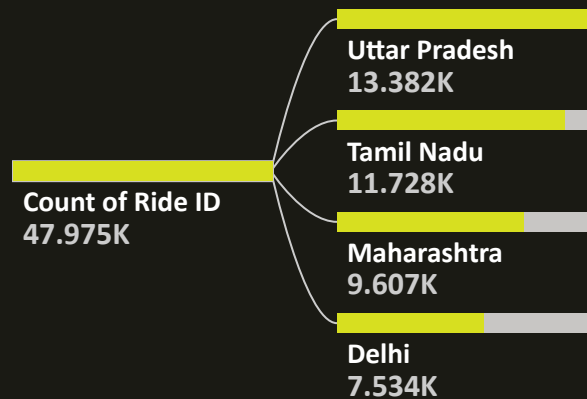 Uttar Pradesh
13.382K
Tamil Nadu
11.728K
Count of Ride ID
47.975K
Maharashtra
9.607K
Delhi
7.534K